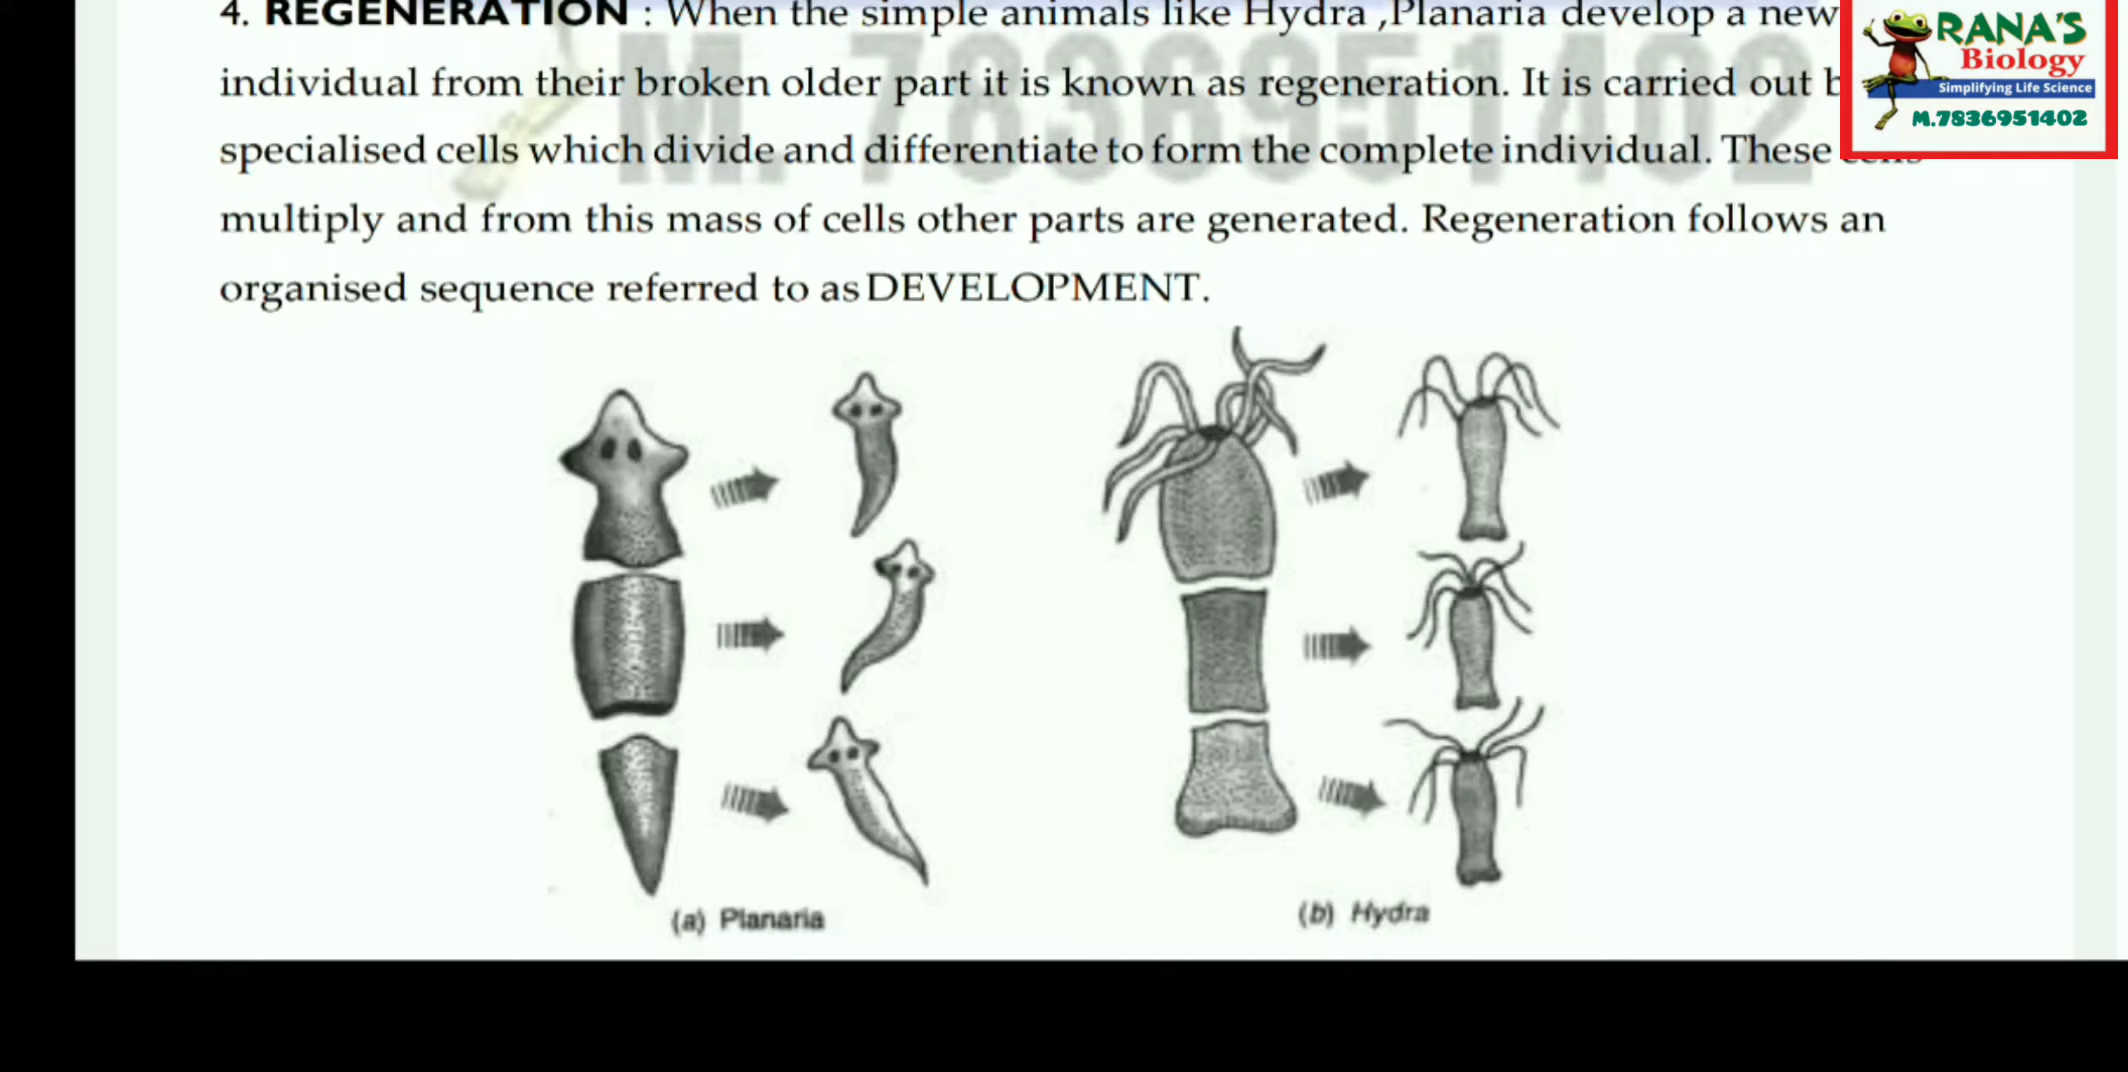 4. REGENERATION : When the simple animals like Hydra ,Planaria develop a new
individual from their broken older part it is known as regeneration. It is carried out
specialised cells which divide and differentiate to form the complete individual. These
multiply and from this mass of cells other parts are generated. Regeneration follows an
organised sequence referred to as DEVELOPMENT.
M. 7836951402
RANA'S
Biology
Simplifying Life Science
M.7836951402
(a) Planaria
(b) Hydra